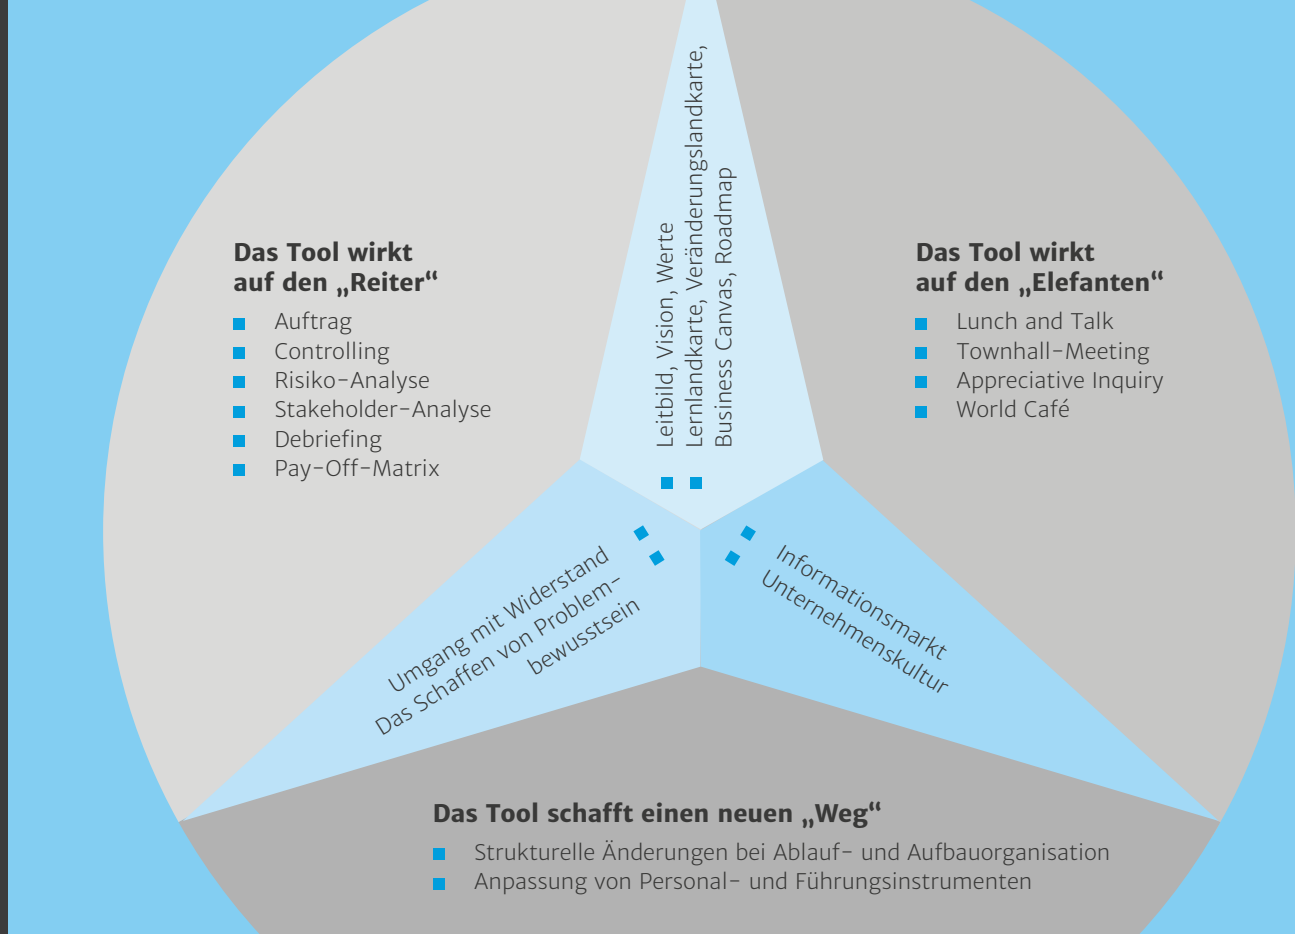 Leitbild, Vision, Werte
Lernlandkarte, Veränderungslandkarte,
Business Canvas, Roadmap
Das Tool wirkt
auf den „Reiter“
Auftrag
Controlling
Risiko-Analyse
Stakeholder-Analyse
Debriefing
Pay-Off-Matrix
Das Tool wirkt
auf den „Elefanten“
Lunch and Talk
Townhall-Meeting
Appreciative Inquiry
World Café
Umgang mit Widerstand
Das Schaffen von Problem-
bewusstsein
Informationsmarkt
Unternehmenskultur
Das Tool schafft einen neuen „Weg“
Strukturelle Änderungen bei Ablauf- und Aufbauorganisation
Anpassung von Personal- und Führungsinstrumenten